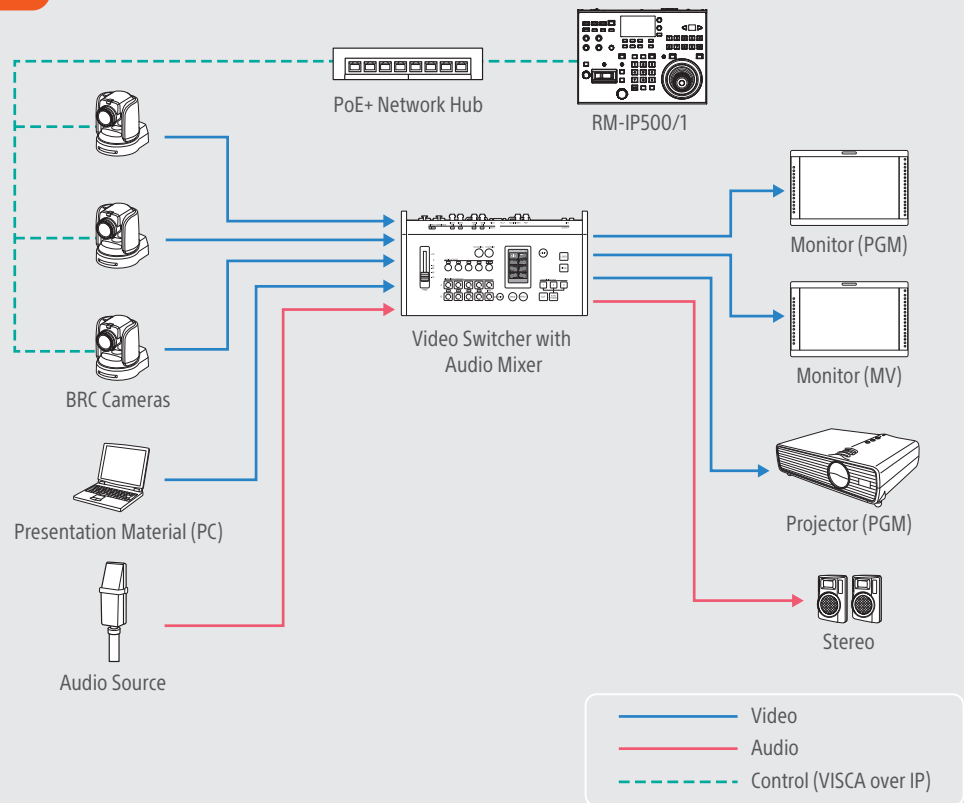 PoE+ Network Hub
RM-IP500/1
Monitor (PGM)
Video Switcher with
Audio Mixer
Monitor (MV)
BRC Cameras
Presentation Material (PC)
Projector (PGM)
Stereo
Audio Source
Video
Audio
Control (VISCA over IP)